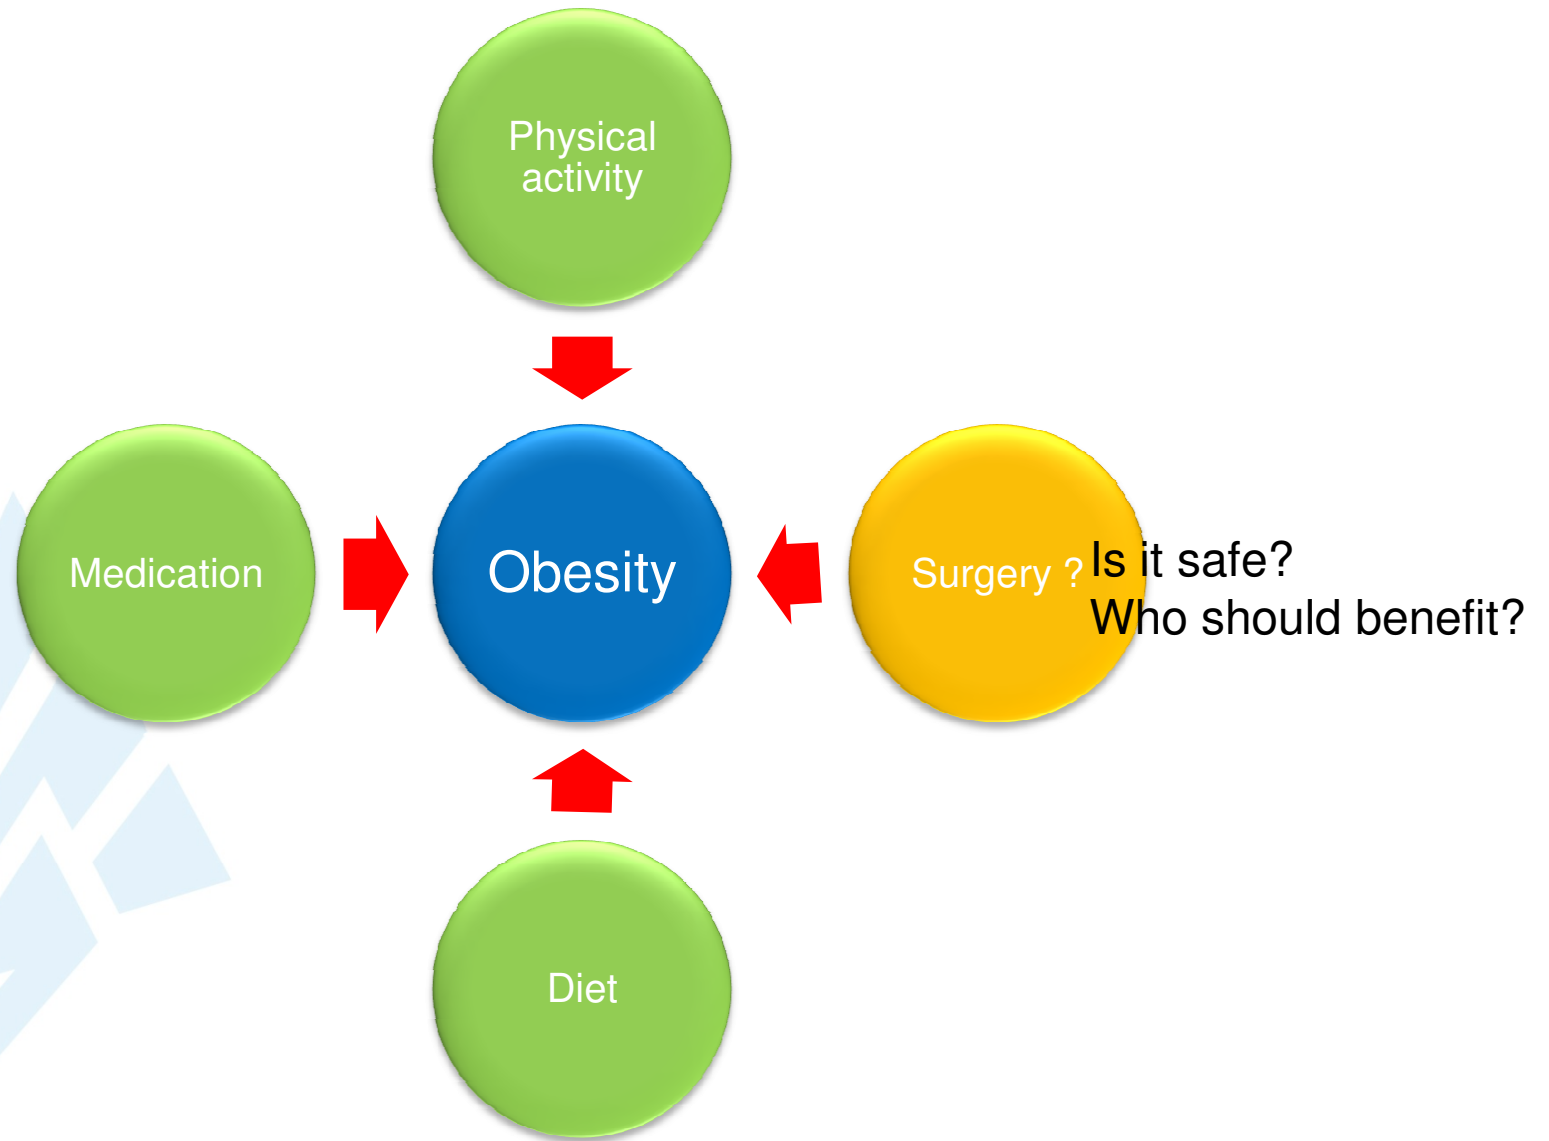 Physical
activity
Medication
Obesity
Surgery ?
Is it safe?
Who should benefit?
Diet